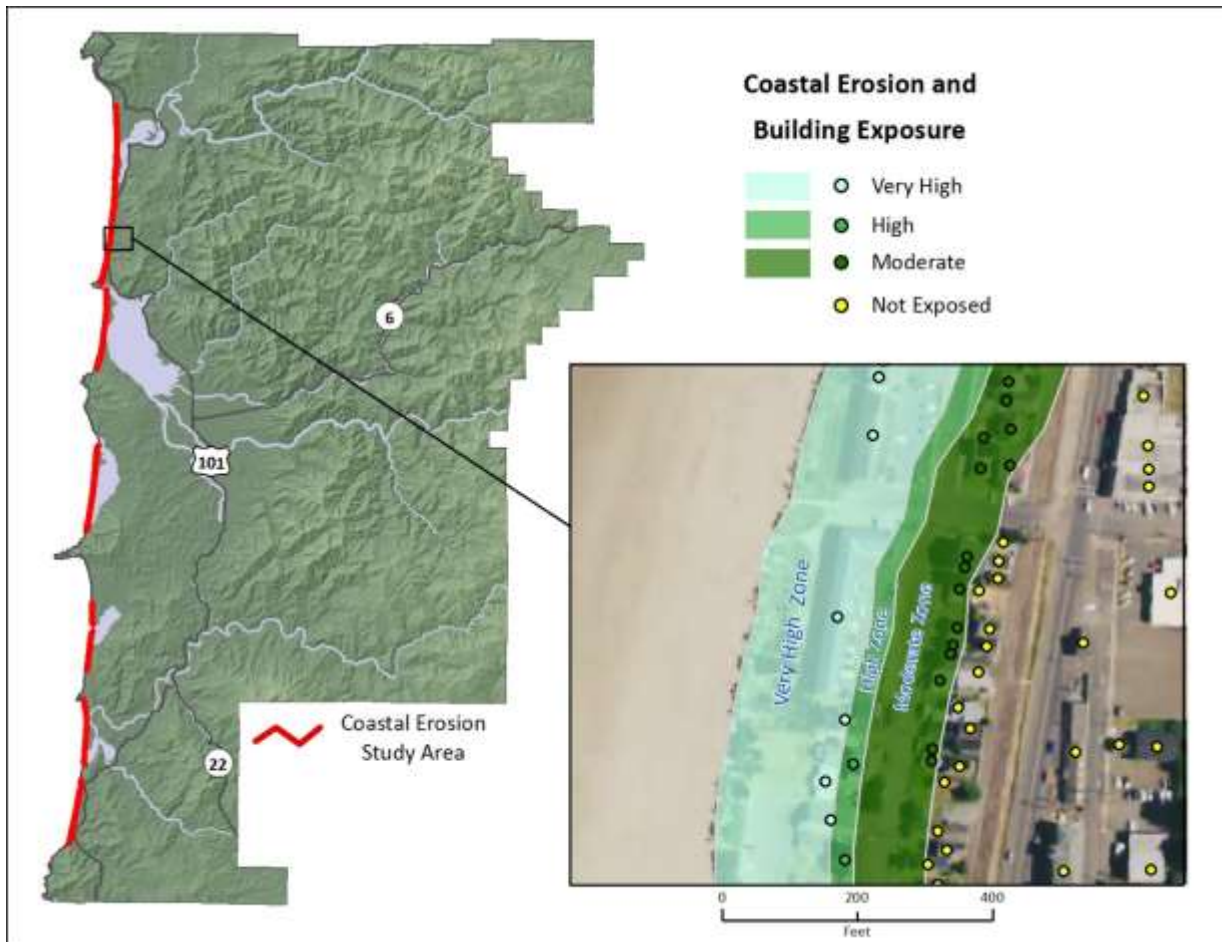 Coastal Erosion and
Building Exposure
Very High
High
Moderate
Not Exposed
6
101
22
Coastal Erosion
Study Area
Very High Zone
High Zone
Moderate Zone
0
200
400
Feet